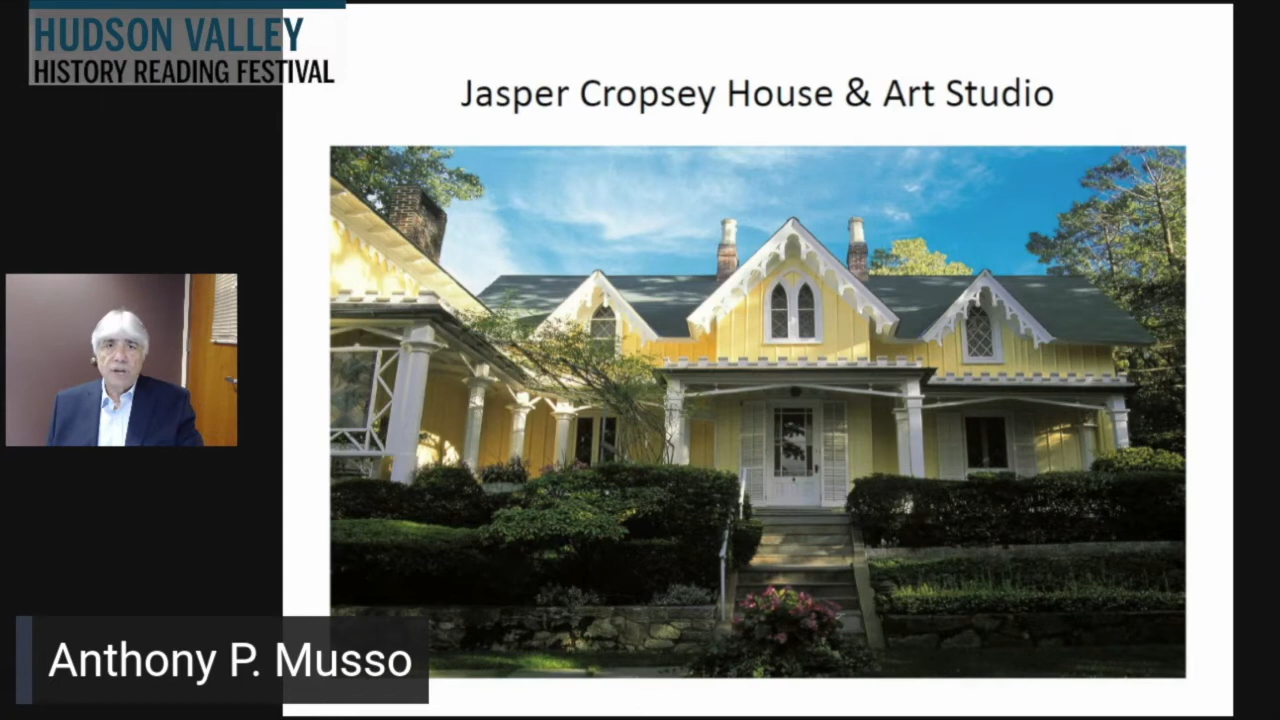 HUDSON VALLEY
HISTORY READING FESTIVAL
Jasper Cropsey House & Art Studio
Anthony P. Musso